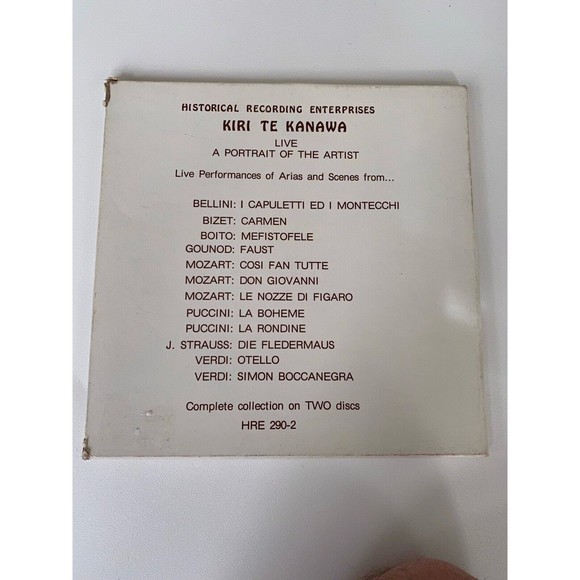 HISTORICAL RECORDING ENTERPRISES
KIRI TE KANAWA
LIVE
A PORTRAIT OF THE ARTIST
Live Performances of Arias and Scenes from...
BELLINI: I CAPULETTI ED I MONTECCHI
BIZET: CARMEN
BOITO: MEFISTOFELE
GOUNOD: FAUST
MOZART: COSI FAN TUTTE
MOZART: DON GIOVANNI
MOZART: LE NOZZE DI FIGARO
PUCCINI: LA BOHEME
PUCCINI: LA RONDINE
J. STRAUSS: DIE FLEDERMAUS
VERDI: OTELLO
VERDI: SIMON BOCCANEGRA
Complete collection on TWO discs
HRE 290-2